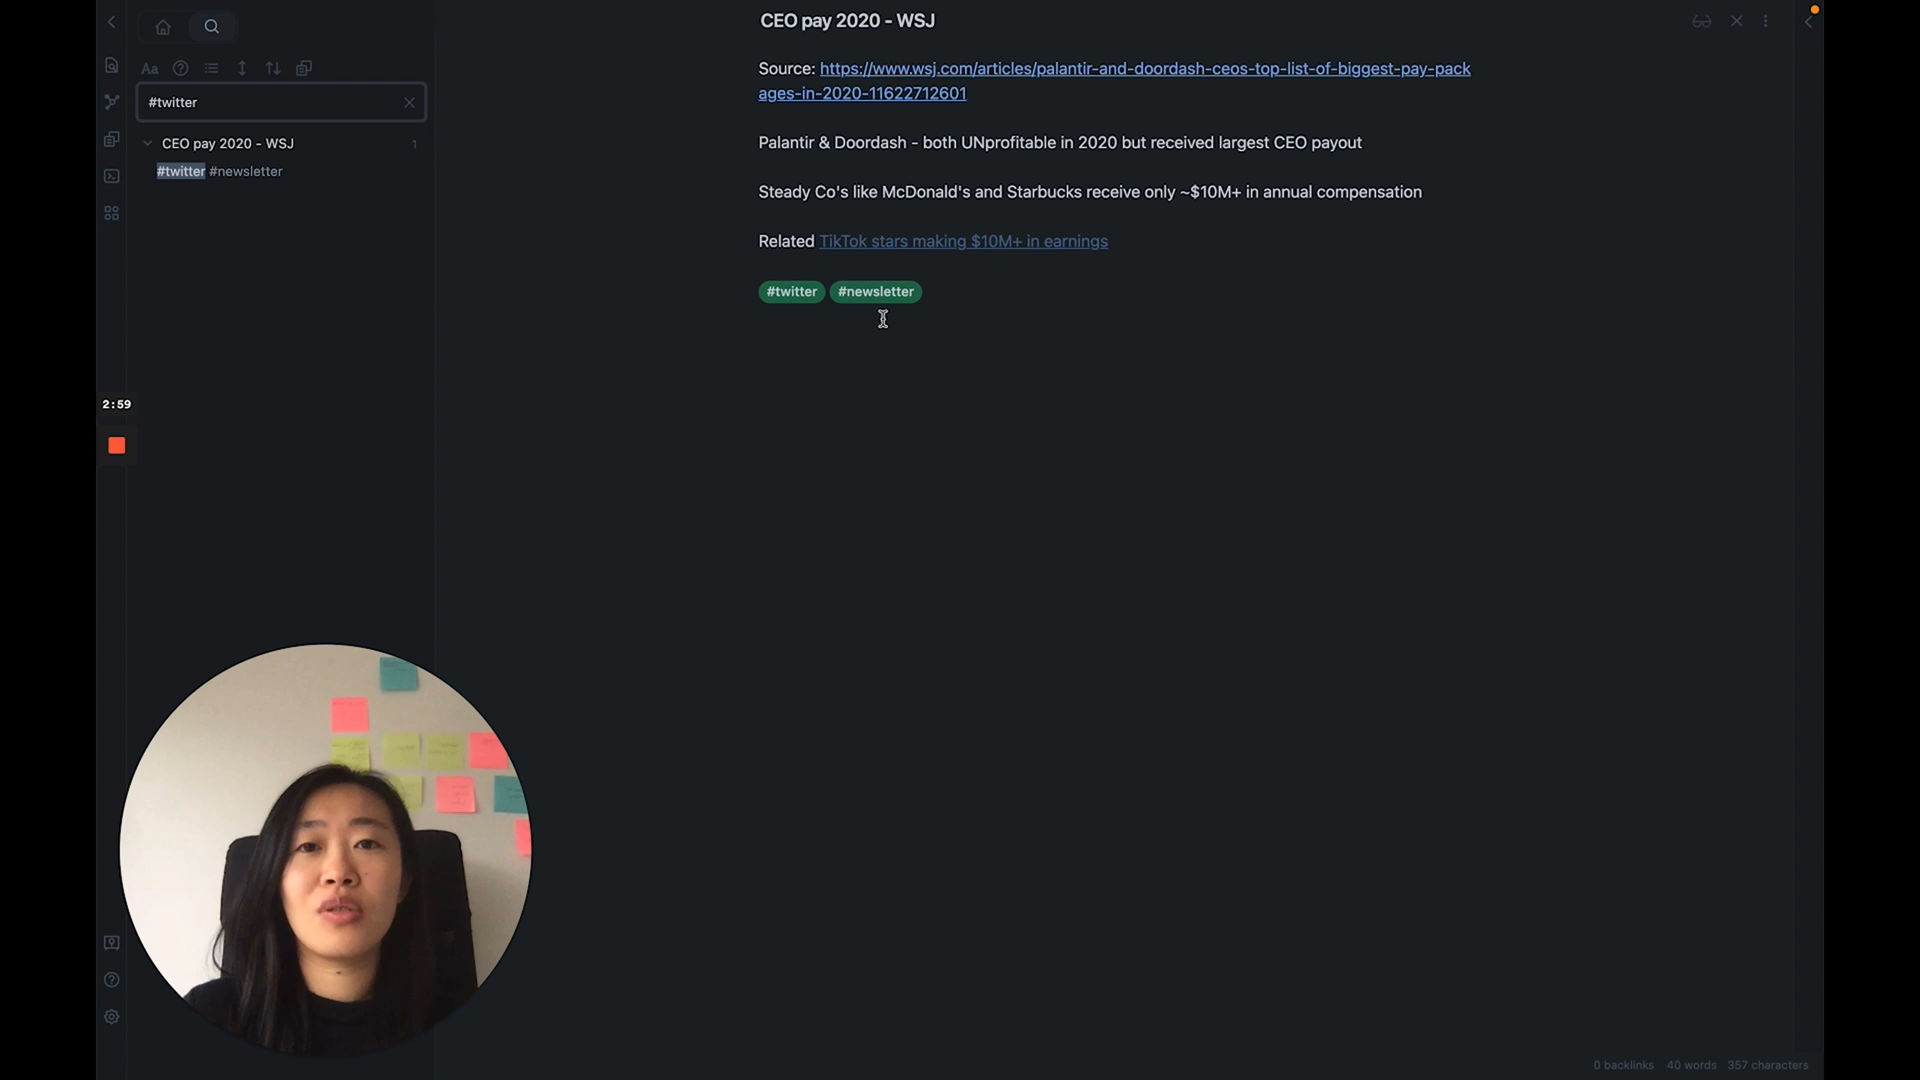 CEO pay 2020 - WSJ
Aa
#twitter
CEO pay 2020 - WSJ 1
#twitter #newsletter
2:59
Source: https://www.wsj.com/articles/palantir-and-doordash-ceos-top-list-of-biggest-pay-pack
ages-in-2020-11622712601
Palantir & Doordash - both UNprofitable in 2020 but received largest CEO payout
Steady Co's like McDonald's and Starbucks receive only ~$10M+ in annual compensation
Related TikTok stars making $10M+ in earnings
#twitter #newsletter
0 backlinks 40 words 357 characters